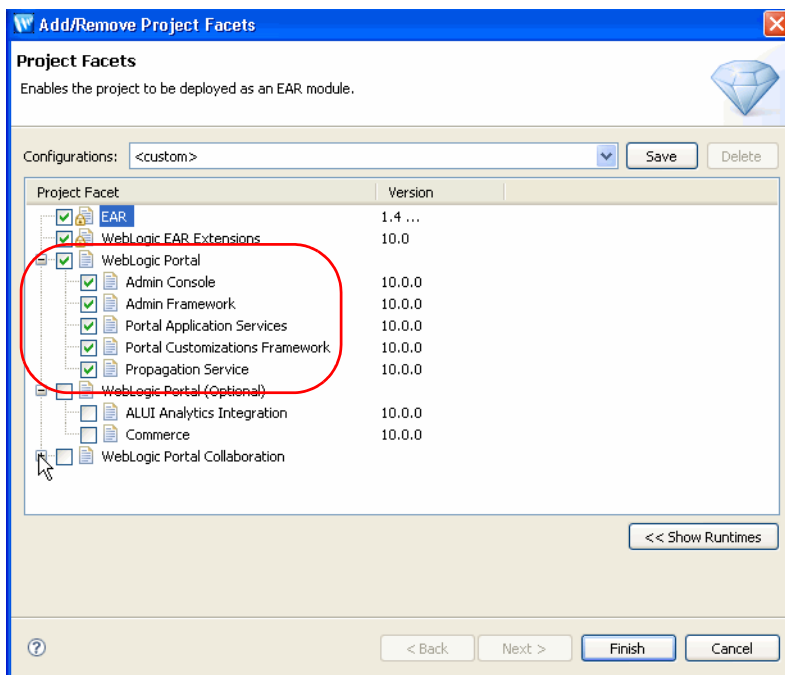 Add/Remove Project Facets
Project Facets
Enables the project to be deployed as an EAR module.
Configurations: <custom> Save Delete
Project Facet Version
EAR 1.4 ...
WebLogic EAR Extensions 10.0
WebLogic Portal
Admin Console 10.0.0
Admin Framework 10.0.0
Portal Application Services 10.0.0
Portal Customizations Framework 10.0.0
Propagation Service 10.0.0
WebLogic Portal (Optional)
ALUI Analytics Integration 10.0.0
Commerce 10.0.0
WebLogic Portal Collaboration
<< Show Runtimes
? < Back Next > Finish Cancel